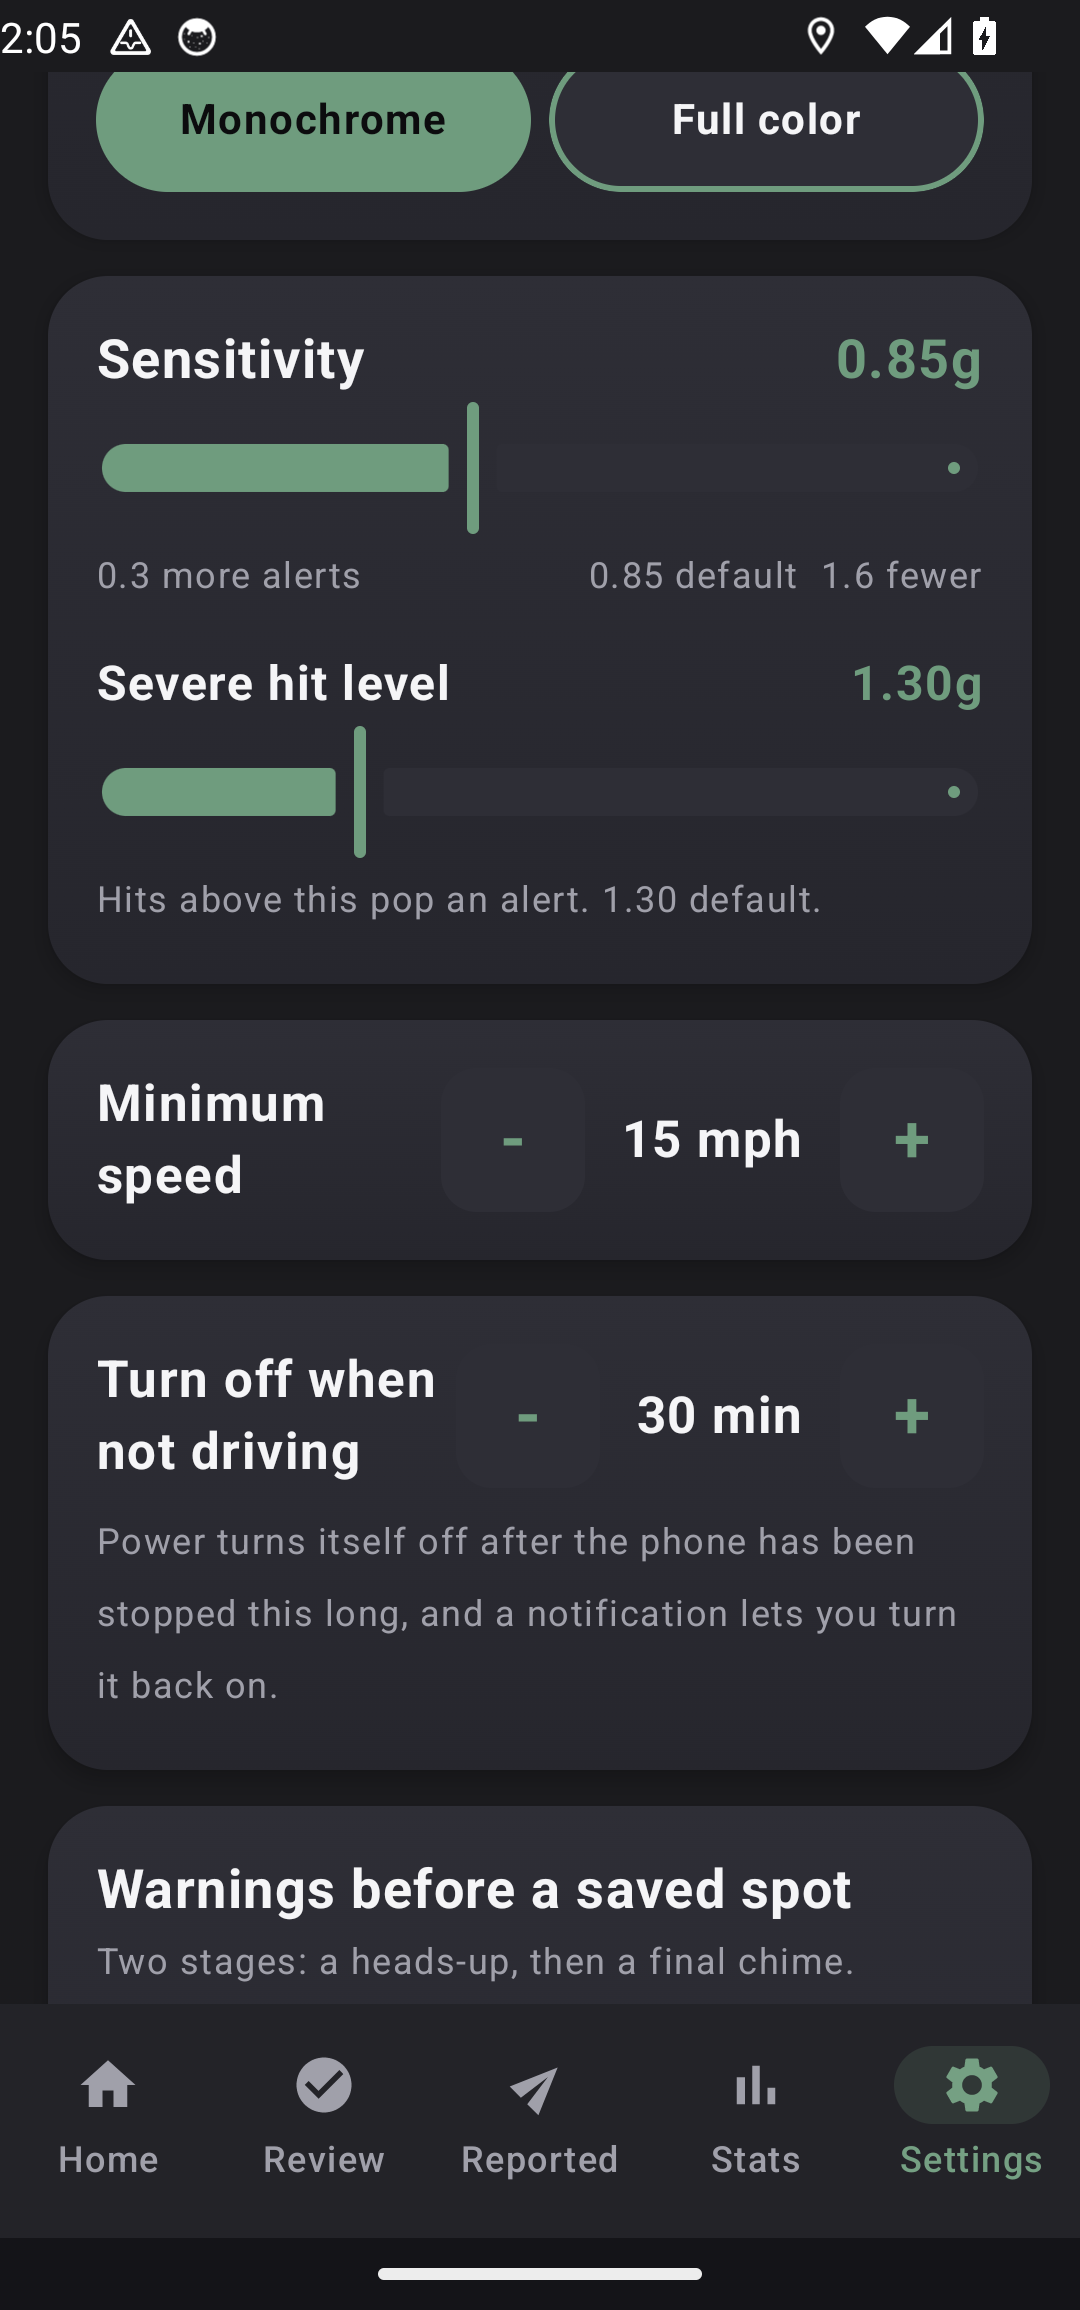 2:05
Monochrome
Full color
Sensitivity
0.85g
0.3 more alerts
0.85 default 1.6 fewer
Severe hit level
1.30g
Hits above this pop an alert. 1.30 default.
Minimum
speed
- 15 mph +
Turn off when
not driving
- 30 min +
Power turns itself off after the phone has been
stopped this long, and a notification lets you turn
it back on.
Warnings before a saved spot
Two stages: a heads-up, then a final chime.
Home
Review
Reported
Stats
Settings